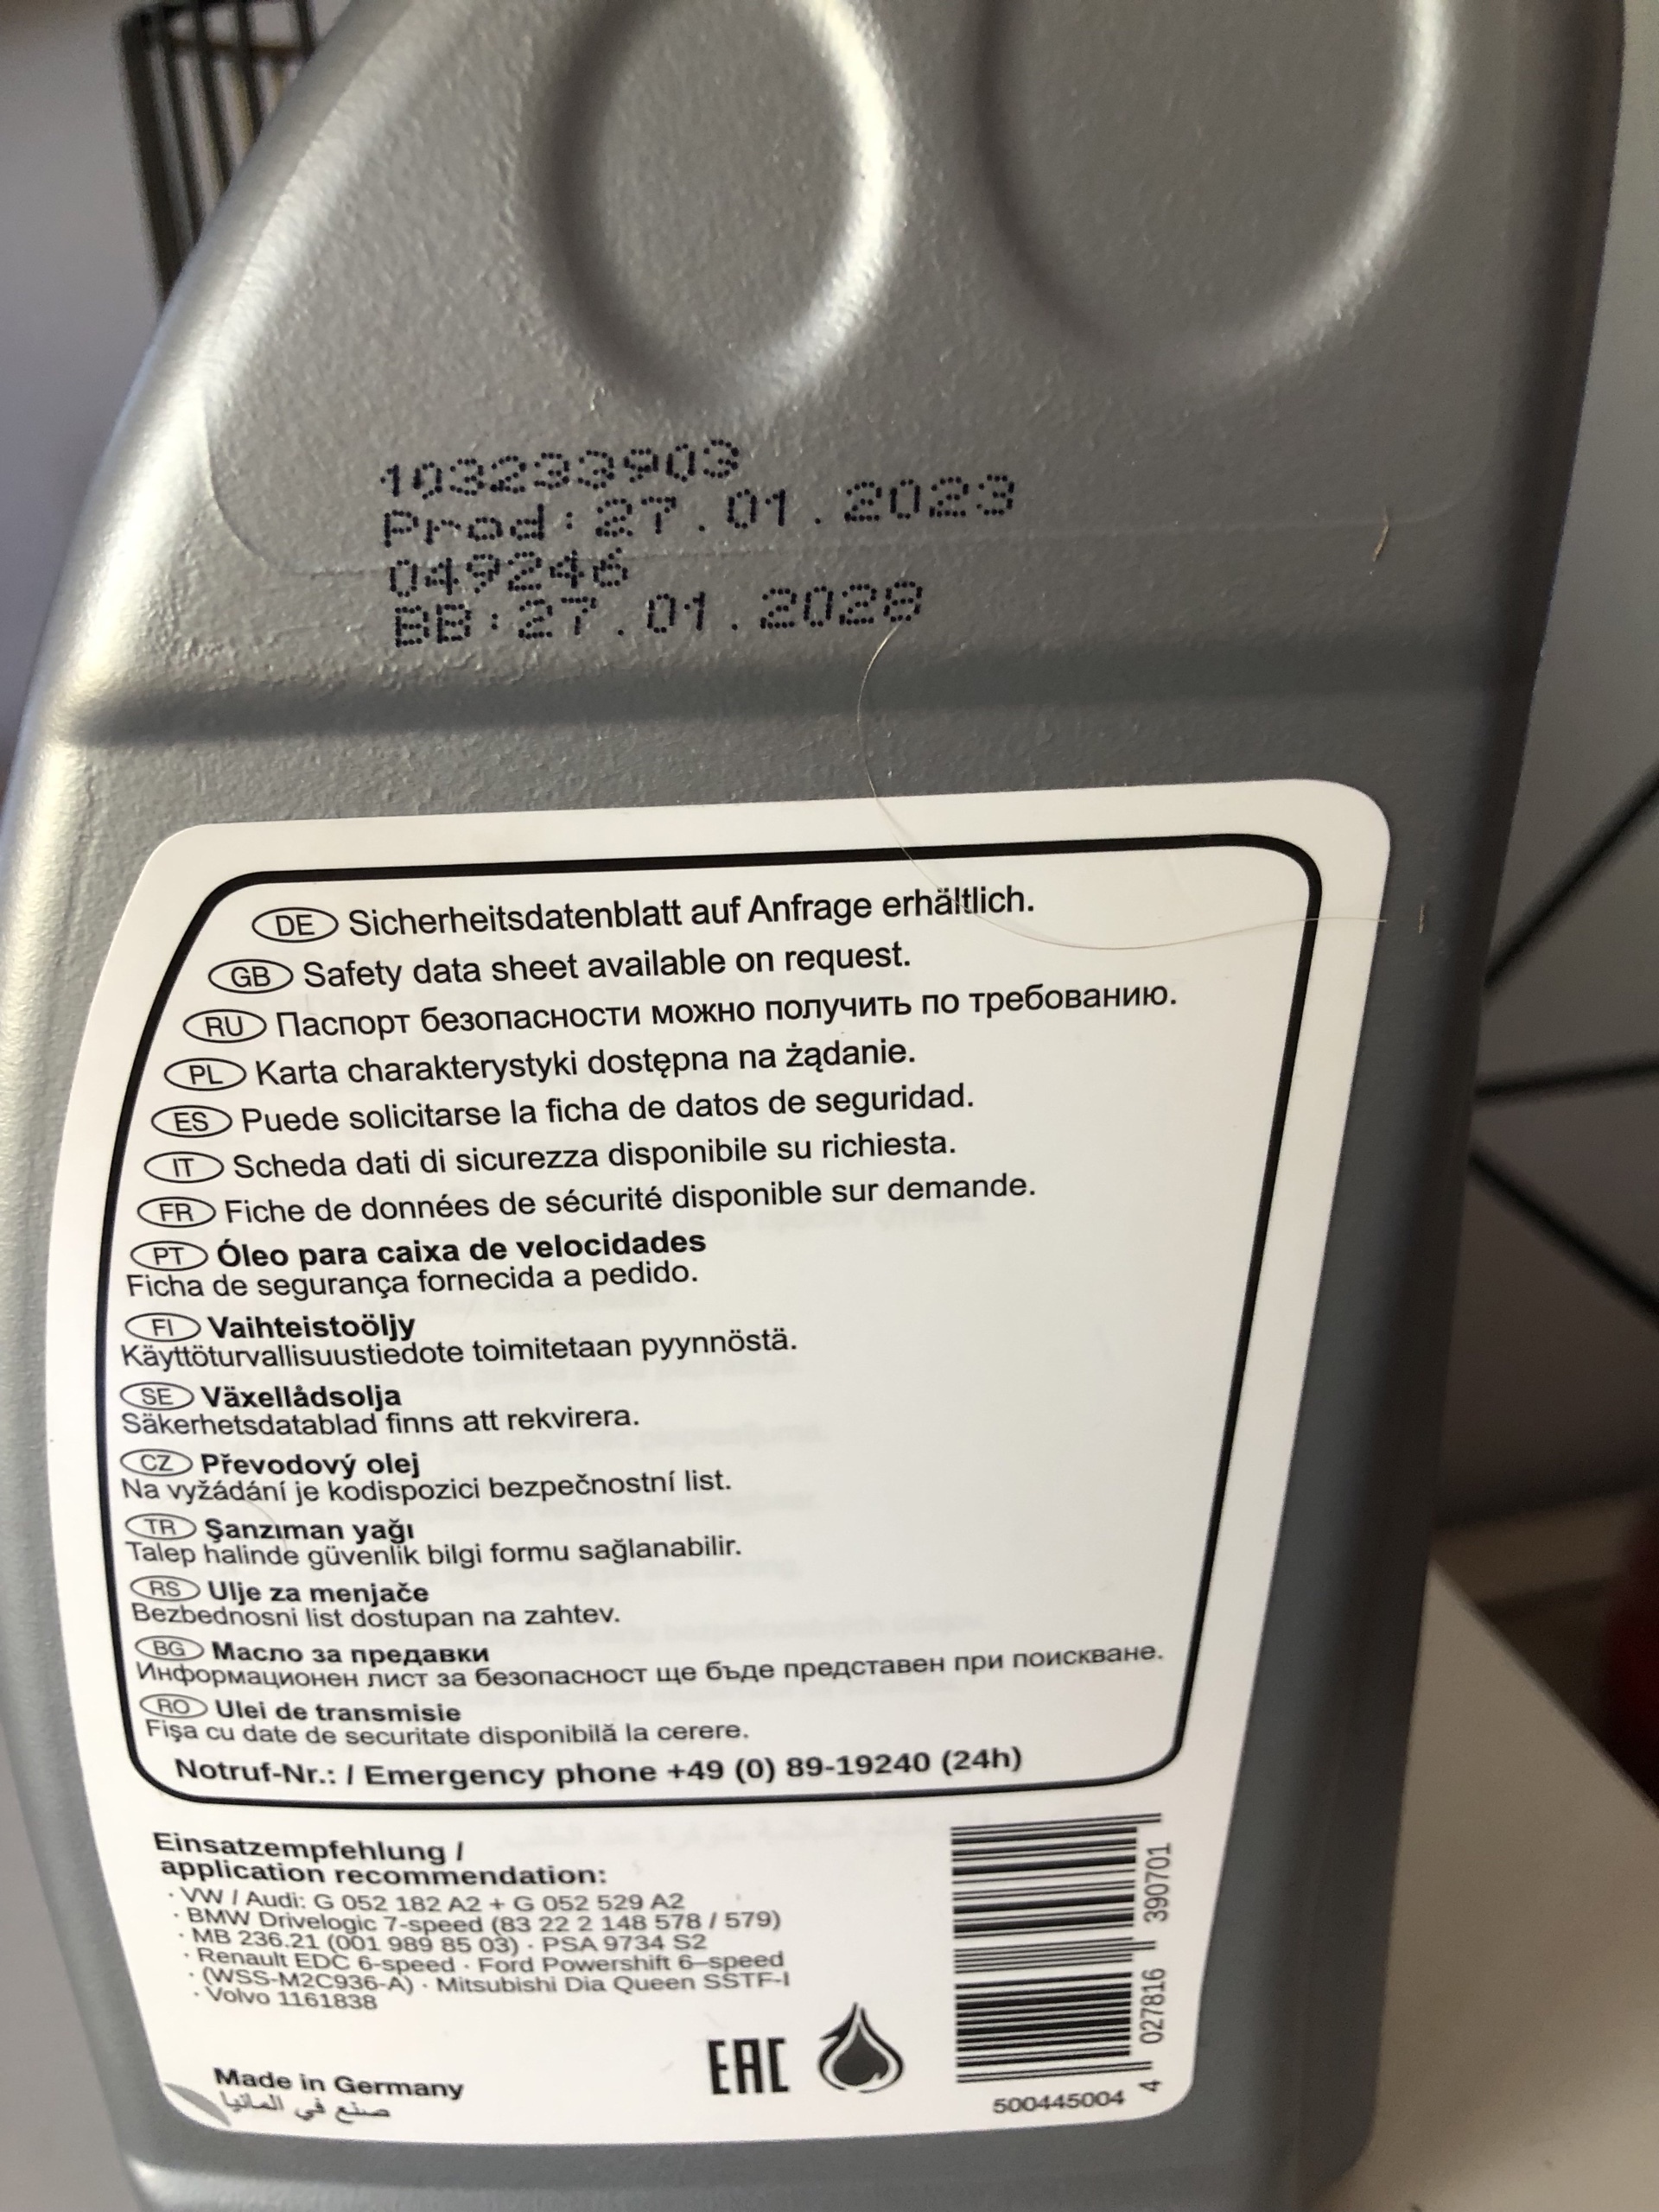 103233903
Prod:27.01.2023
049246
BB:27.01.2028
DE Sicherheitsdatenblatt auf Anfrage erhältlich.
GB Safety data sheet available on request.
RU Паспорт безопасности можно получить по требованию.
PL Karta charakterystyki dostępna na żądanie.
ES Puede solicitarse la ficha de datos de seguridad.
IT Scheda dati di sicurezza disponibile su richiesta.
FR Fiche de données de sécurité disponible sur demande.
PT Óleo para caixa de velocidades
Ficha de segurança fornecida a pedido.
FI Vaihteistoöljy
Käyttöturvallisuustiedote toimitetaan pyynnöstä.
SE Växellådsolja
Säkerhetsdatablad finns att rekvirera.
CZ Převodový olej
Na vyžádání je kodispozici bezpečnostní list.
TR Şanzıman yağı
Talep halinde güvenlik bilgi formu sağlanabilir.
RS Ulje za menjače
Bezbednosni list dostupan na zahtev.
BG Масло за предавки
Информационен лист за безопасност ще бъде представен при поискване.
RO Ulei de transmisie
Fişa cu date de securitate disponibilă la cerere.
Notruf-Nr.: / Emergency phone +49 (0) 89-19240 (24h)
Einsatzempfehlung /
application recommendation:
· VW / Audi: G 052 182 A2 + G 052 529 A2
· BMW Drivelogic 7-speed (83 22 2 148 578 / 579)
· MB 236.21 (001 989 85 03) · PSA 9734 S2
· Renault EDC 6-speed · Ford Powershift 6–speed
· (WSS-M2C936-A) · Mitsubishi Dia Queen SSTF-I
· Volvo 1161838
Made in Germany
صنع في المانيا
EAC
4 027816 390701
500445004